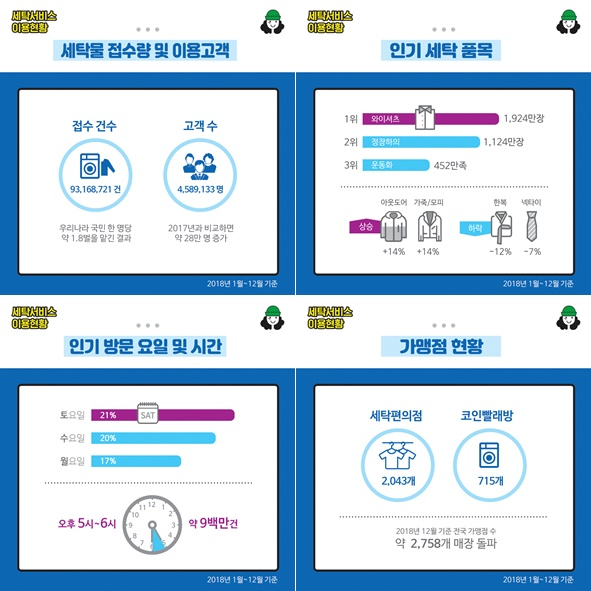 세탁서비스
이용현황
세탁물 접수량 및 이용고객
접수 건수
고객 수
93,168,721 건
4,589,133 명
우리나라 국민 한 명당
약 1.8벌을 맡긴 결과
2017년과 비교하면
약 28만 명 증가
2018년 1월~12월 기준
세탁서비스
이용현황
인기 세탁 품목
1위 와이셔츠 1,924만장
2위 정장하의 1,124만장
3위 운동화 452만족
아웃도어 가죽/모피 한복 넥타이
상승 하락
+14% +14% -12% -7%
2018년 1월~12월 기준
세탁서비스
이용현황
인기 방문 요일 및 시간
토요일 21% SAT
수요일 20%
월요일 17%
오후 5시~6시
12 1 2 3 4 5 6 7 8 9 10 11
약 9백만건
2018년 1월~12월 기준
세탁서비스
이용현황
가맹점 현황
세탁편의점
코인빨래방
2,043개
715개
2018년 12월 기준 전국 가맹점 수
약 2,758개 매장 돌파
2018년 1월~12월 기준